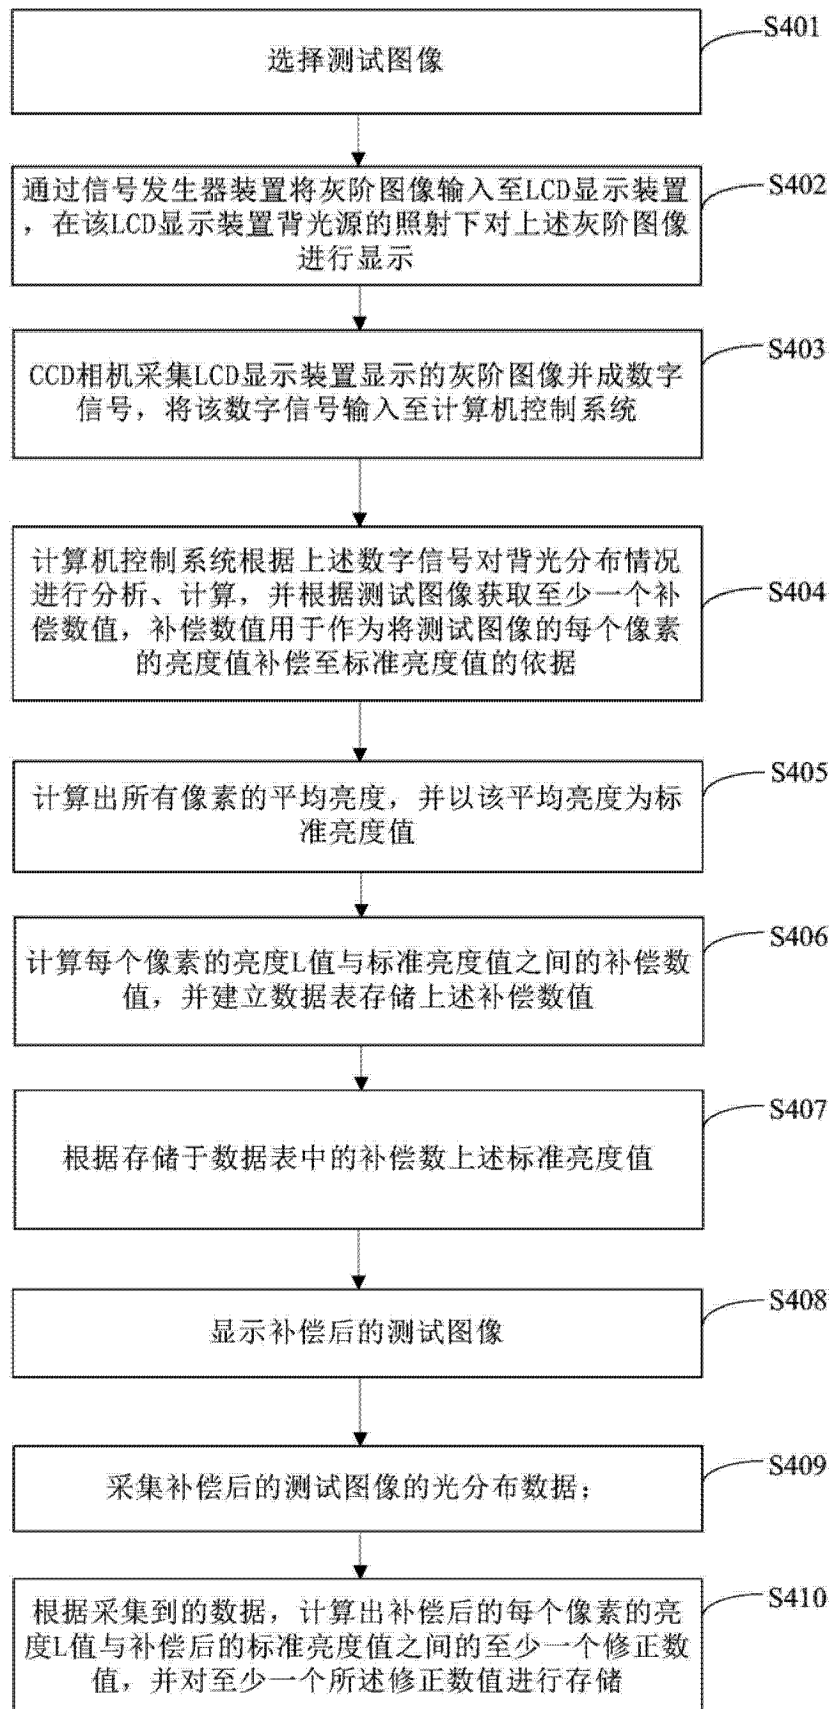 S401
选择测试图像
S402
通过信号发生器装置将灰阶图像输入至LCD显示装置
，在该LCD显示装置背光源的照射下对上述灰阶图像
进行显示
S403
CCD相机采集LCD显示装置显示的灰阶图像并成数字
信号，将该数字信号输入至计算机控制系统
S404
计算机控制系统根据上述数字信号对背光分布情况
进行分析、计算，并根据测试图像获取至少一个补
偿数值，补偿数值用于作为将测试图像的每个像素
的亮度值补偿至标准亮度值的依据
S405
计算出所有像素的平均亮度，并以该平均亮度为标
准亮度值
S406
计算每个像素的亮度L值与标准亮度值之间的补偿数
值，并建立数据表存储上述补偿数值
S407
根据存储于数据表中的补偿数上述标准亮度值
S408
显示补偿后的测试图像
S409
采集补偿后的测试图像的光分布数据；
S410
根据采集到的数据，计算出补偿后的每个像素的亮
度L值与补偿后的标准亮度值之间的至少一个修正数
值，并对至少一个所述修正数值进行存储